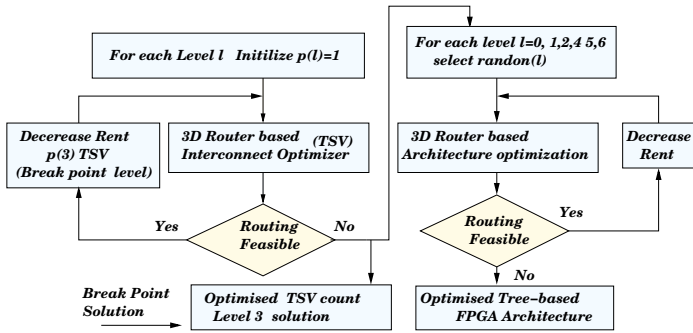 For each Level l Initilize p(l)=1
Decerease Rent
p(3) TSV
(Break point level)
3D Router based (TSV)
Interconnect Optimizer
Yes
Routing
Feasible
No
Break Point
Solution
Optimised TSV count
Level 3 solution
For each level l=0, 1,2,4 5,6
select randon(l)
3D Router based
Architecture optimization
Decrease
Rent
Routing
Feasible
Yes
No
Optimised Tree-based
FPGA Architecture